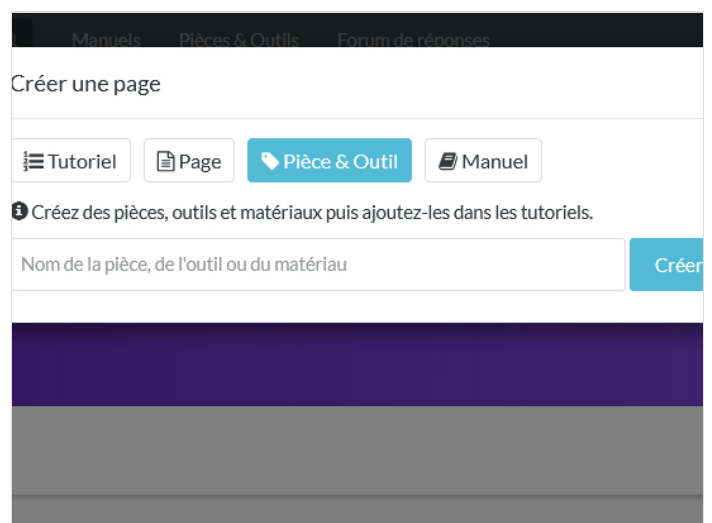 Manuels Pièces & Outils Forum de réponses
Créer une page
Tutoriel Page Pièce & Outil Manuel
Créez des pièces, outils et matériaux puis ajoutez-les dans les tutoriels.
Nom de la pièce, de l'outil ou du matériau Créer